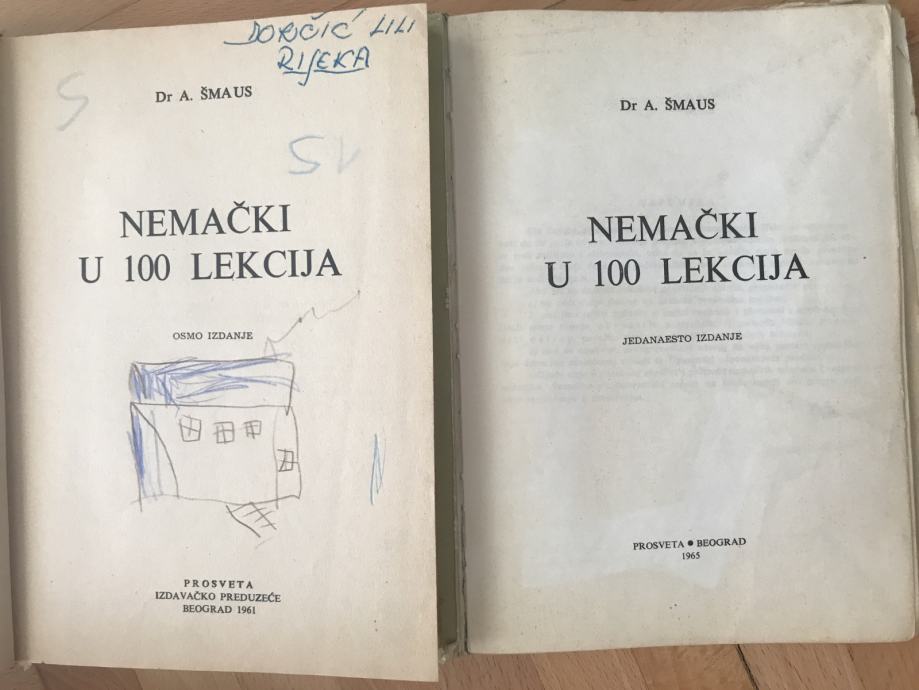 DORČIĆ LILI
RIJEKA
S
Dr A. ŠMAUS
SV
NEMAČKI
U 100 LEKCIJA
OSMO IZDANJE
PROSVETA
IZDAVAČKO PREDUZEĆE
BEOGRAD 1961
Dr A. ŠMAUS
NEMAČKI
U 100 LEKCIJA
JEDANAESTO IZDANJE
PROSVETA ● BEOGRAD
1965